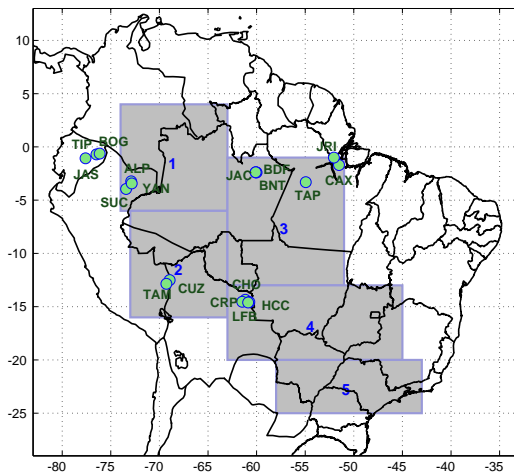 10
5
0
-5
-10
-15
-20
-25
TIP BOG
JAS
ALP
YAN
SUC
1
JRI
CAX
BDF
JAC
BNT
TAP
3
2
TAM CUZ
CHO
CRP HCC
LFB
4
5
-80 -75 -70 -65 -60 -55 -50 -45 -40 -35